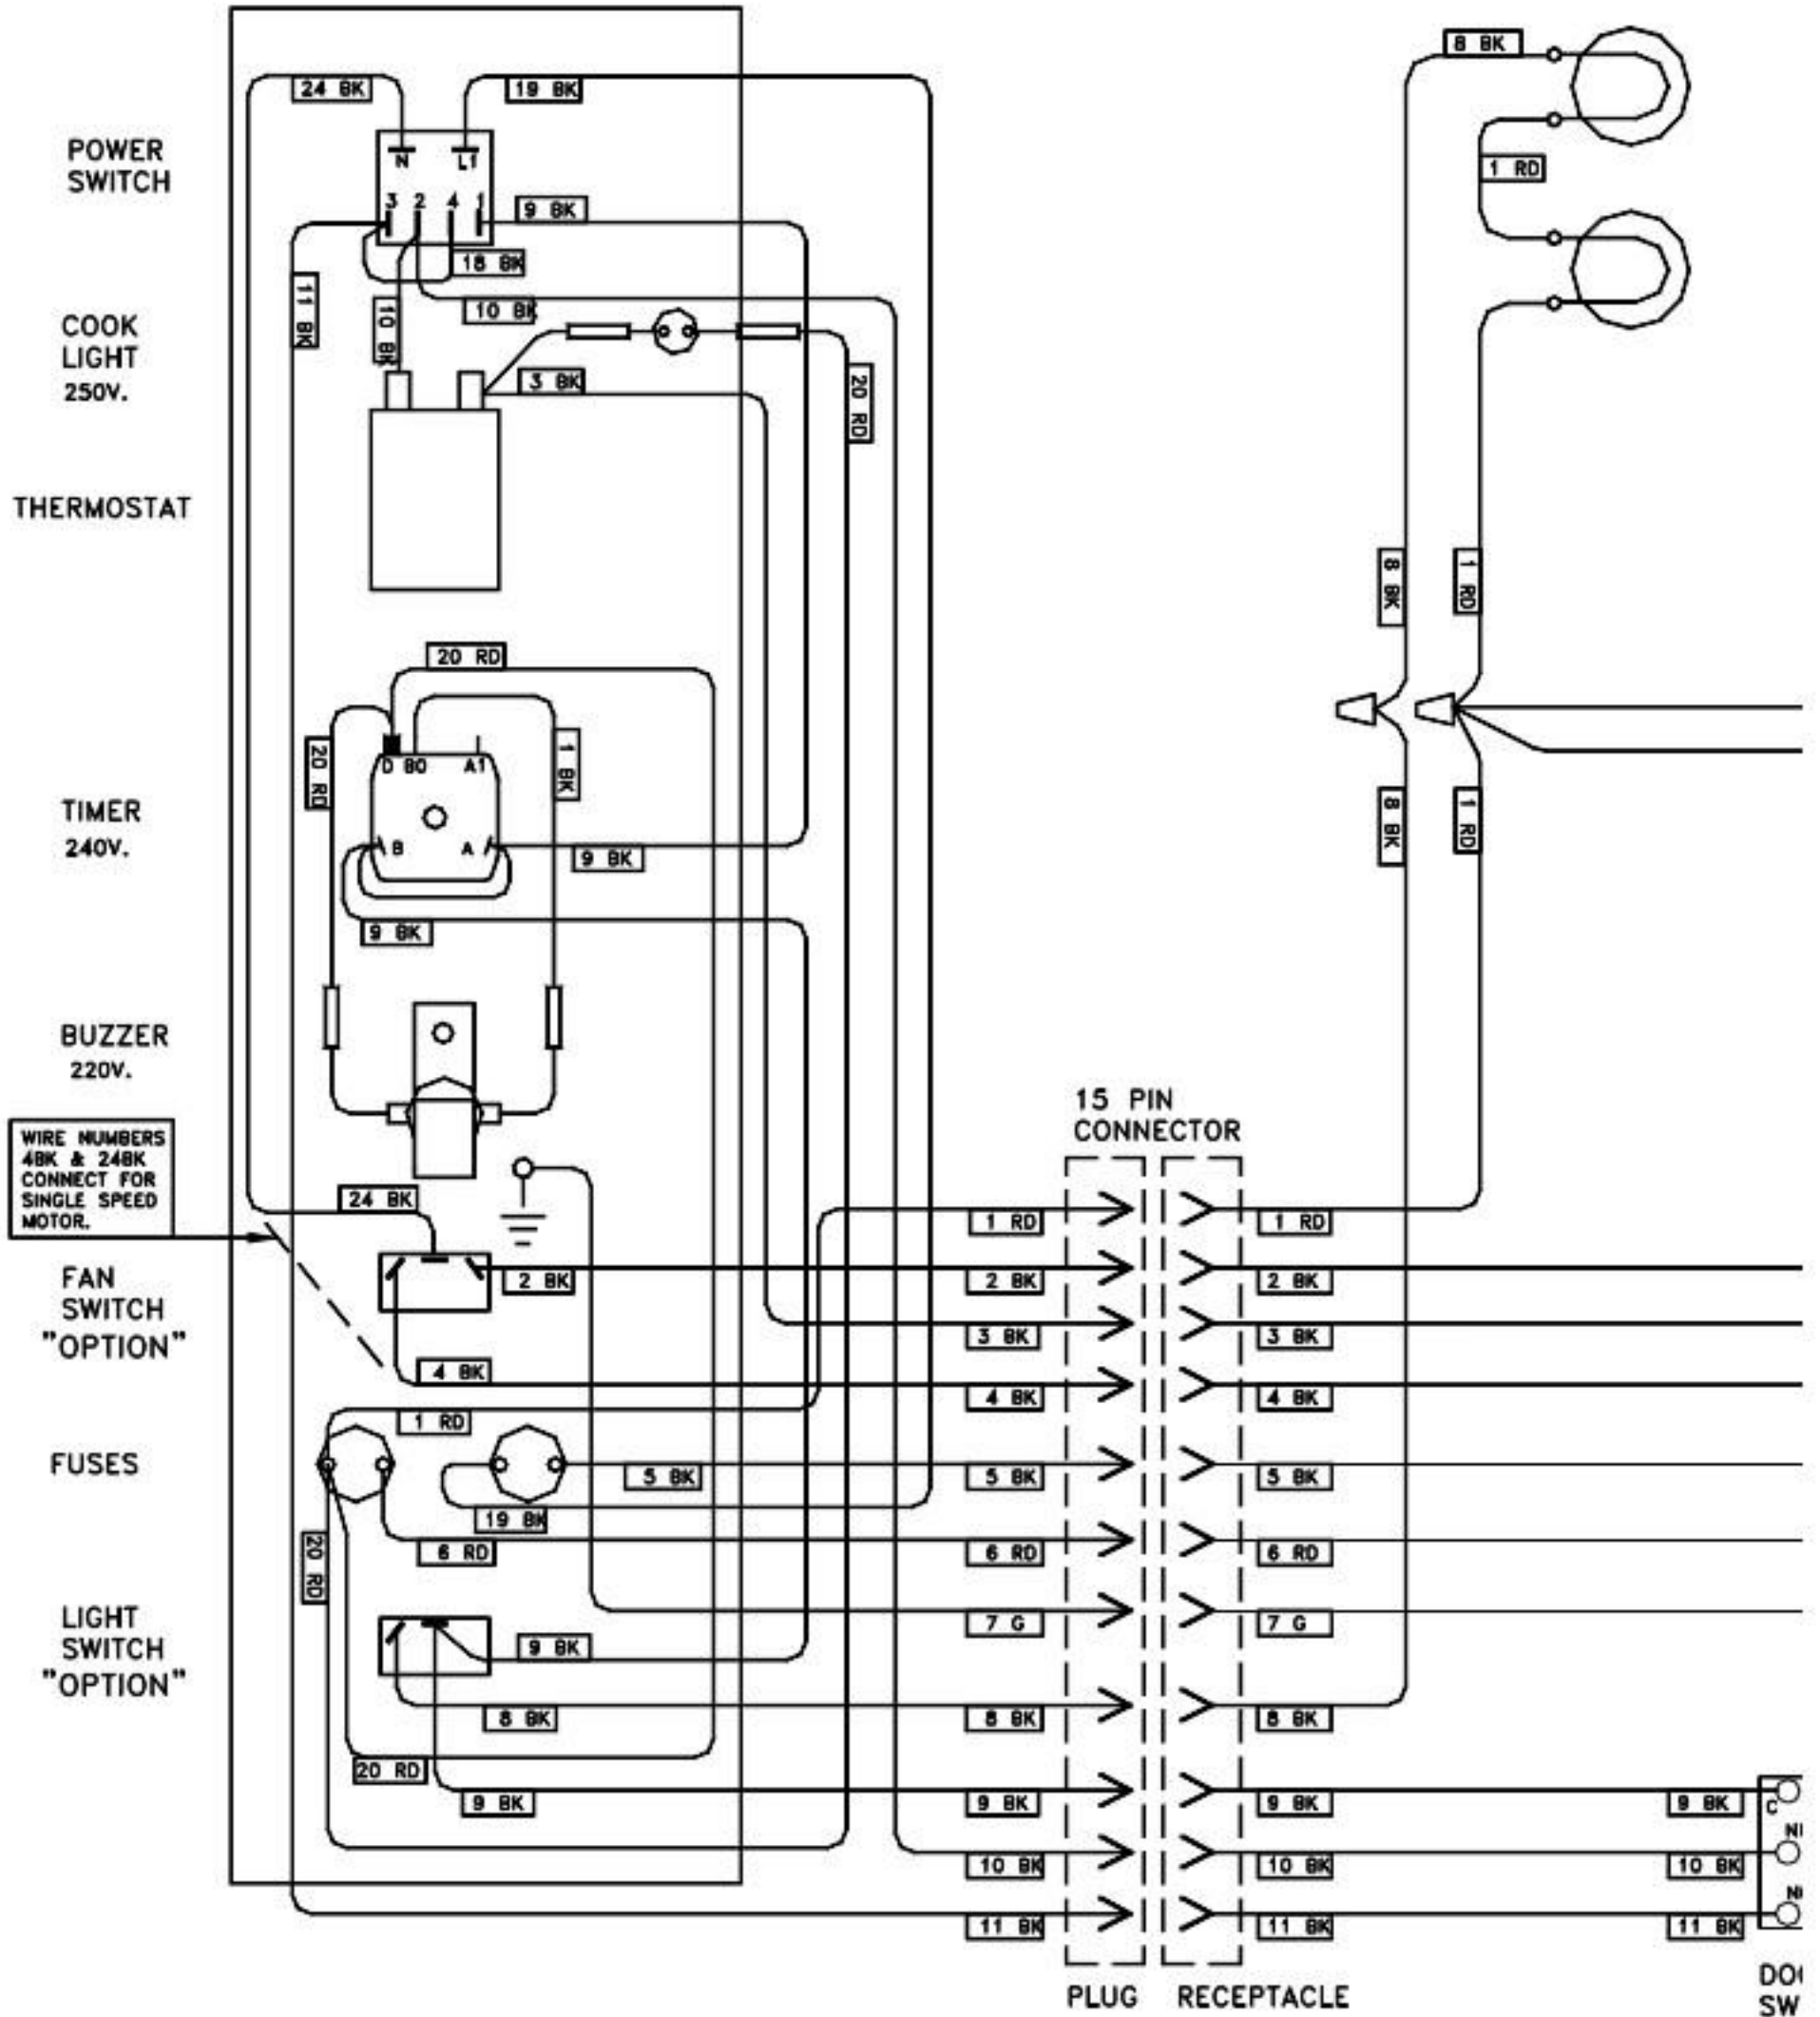 8 BK
24 BK
19 BK
POWER
SWITCH
N
L1
3 2 4 1
1 RD
9 BK
18 BK
11 BK
10 BK
10 BK
COOK
LIGHT
250V.
3 BK
20 RD
THERMOSTAT
8 BK
1 RD
20 RD
20 RD
D BO A1
1 BK
TIMER
240V.
B A
9 BK
8 BK
1 RD
9 BK
BUZZER
220V.
15 PIN
CONNECTOR
WIRE NUMBERS
4BK & 24BK
CONNECT FOR
SINGLE SPEED
MOTOR.
24 BK
1 RD
1 RD
FAN
SWITCH
"OPTION"
2 BK
2 BK
2 BK
3 BK
3 BK
4 BK
4 BK
4 BK
1 RD
FUSES
5 BK
5 BK
5 BK
19 BK
6 RD
6 RD
6 RD
20 RD
LIGHT
SWITCH
"OPTION"
7 G
7 G
9 BK
8 BK
8 BK
8 BK
20 RD
9 BK
9 BK
9 BK
9 BK
C
10 BK
10 BK
10 BK
11 BK
11 BK
11 BK
PLUG
RECEPTACLE
SW